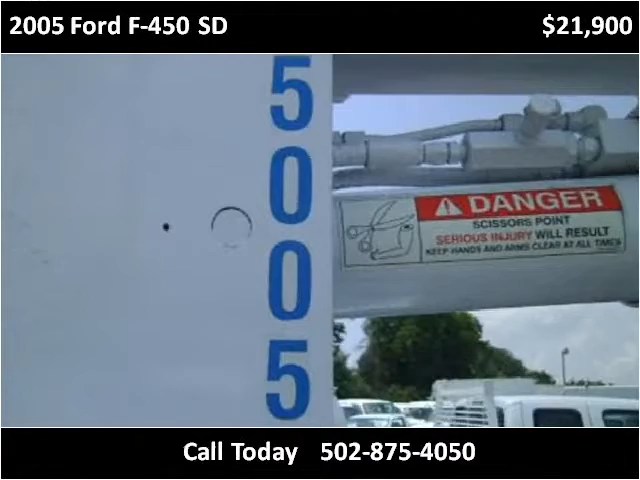 2005 Ford F-450 SD
$21,900
5
0
0
5
DANGER
SCISSORS POINT
SERIOUS INJURY WILL RESULT
KEEP HANDS AND ARMS CLEAR AT ALL TIMES
Call Today 502-875-4050